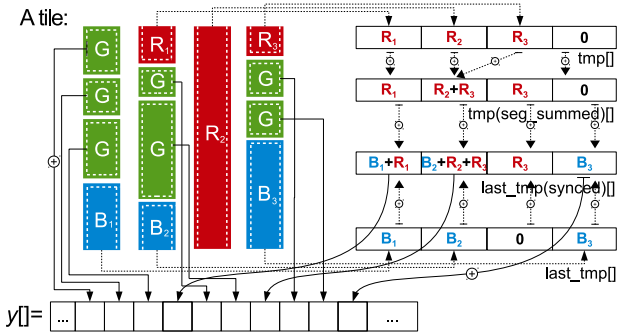 A tile:
G G G B₁
R₁ G G B₂
R₂
R₃ G G B₃
R₁ R₂ R₃ 0
tmp[]
R₁ R₂+R₃ R₃ 0
tmp(seg_summed)[]
B₁+R₁ B₂+R₂+R₃ R₃ B₃
last_tmp(synced)[]
B₁ B₂ 0 B₃
last_tmp[]
y[]= ... ...